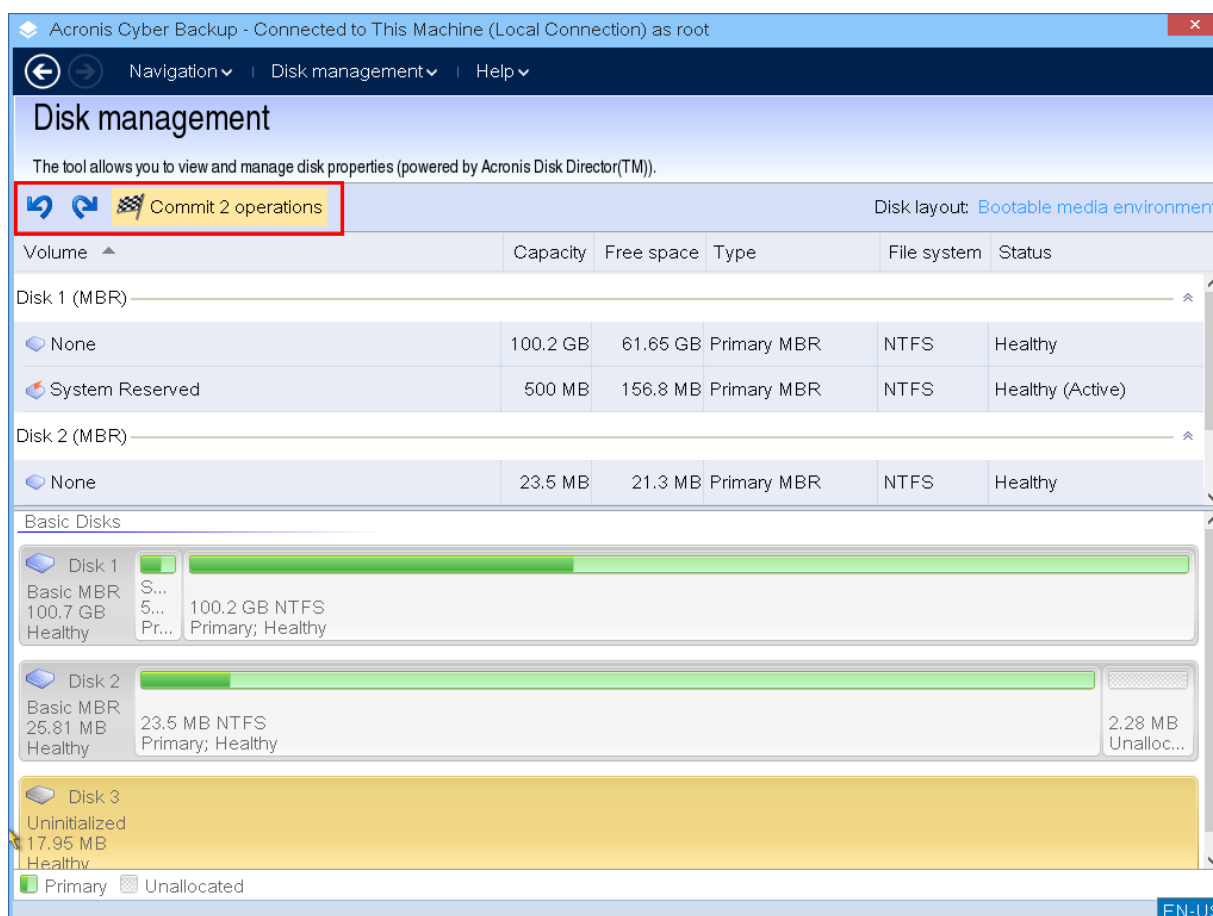 Acronis Cyber Backup - Connected to This Machine (Local Connection) as root
Navigation Disk management Help
Disk management
The tool allows you to view and manage disk properties (powered by Acronis Disk Director(TM)).
Commit 2 operations Disk layout: Bootable media environmen
Volume Capacity Free space Type File system Status
Disk 1 (MBR)
None 100.2 GB 61.65 GB Primary MBR NTFS Healthy
System Reserved 500 MB 156.8 MB Primary MBR NTFS Healthy (Active)
Disk 2 (MBR)
None 23.5 MB 21.3 MB Primary MBR NTFS Healthy
Basic Disks
Disk 1
Basic MBR
100.7 GB
Healthy
S...
5...
Pr...
100.2 GB NTFS
Primary; Healthy
Disk 2
Basic MBR
25.81 MB
Healthy
23.5 MB NTFS
Primary; Healthy
2.28 MB
Unalloc...
Disk 3
Uninitialized
17.95 MB
Healthy
Primary Unallocated
EN-US